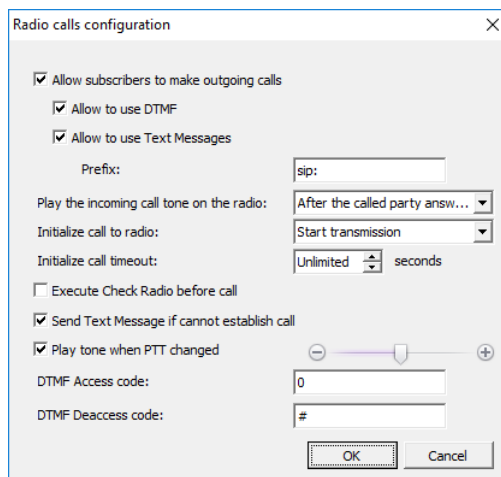 Radio calls configuration
Allow subscribers to make outgoing calls
Allow to use DTMF
Allow to use Text Messages
Prefix: sip:
Play the incoming call tone on the radio: After the called party answ...
Initialize call to radio: Start transmission
Initialize call timeout: Unlimited seconds
Execute Check Radio before call
Send Text Message if cannot establish call
Play tone when PTT changed
DTMF Access code: 0
DTMF Deaccess code: #
OK Cancel